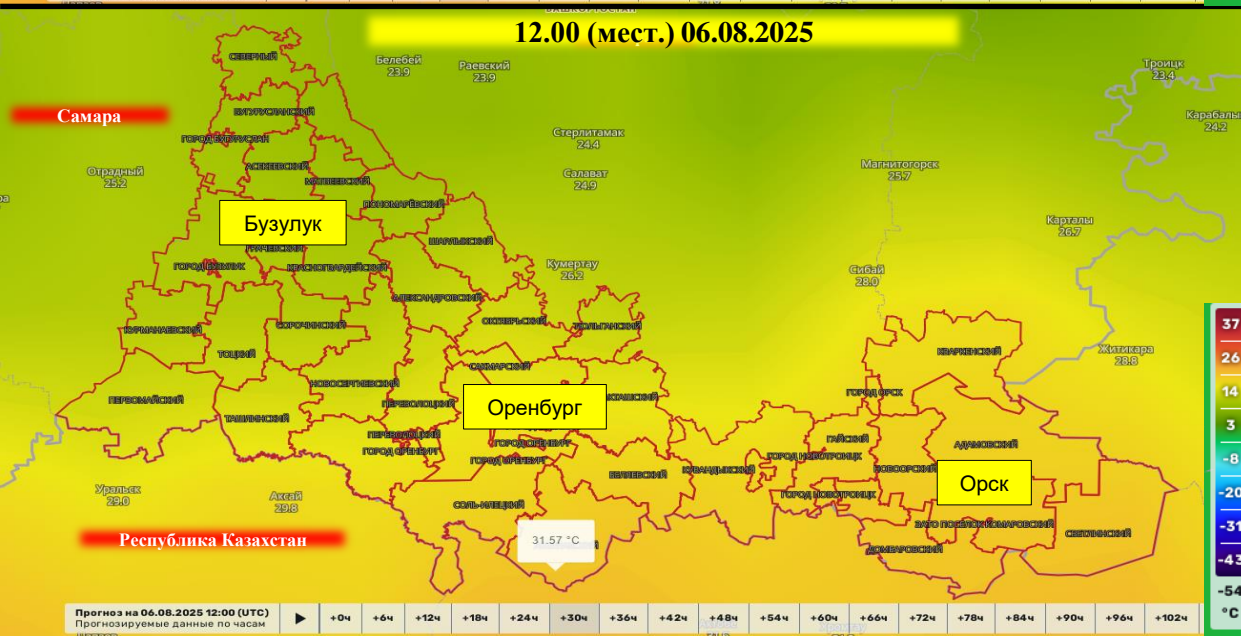 БАШКОРТОСТАН
12.00 (мест.) 06.08.2025
СЕВЕРНЫЙ
Белебей
23.9
Раевский
23.9
Троицк
23.4
Самара
БУГУРУСЛАНСКИЙ
Карабалык
24.2
ГОРОД БУГУРУСЛАН
Стерлитамак
24.4
АСЕКЕЕВСКИЙ
Магнитогорск
25.7
Отрадный
25.2
МАТВЕЕВСКИЙ
Салават
24.9
ПОНОМАРЁВСКИЙ
Бузулук
Карталы
26.7
ШАРЛЫКСКИЙ
ГРАЧЕВСКИЙ
ГОРОД БУЗУЛУК
КРАСНОГВАРДЕЙСКИЙ
Кумертау
26.2
Сибай
28.0
АЛЕКСАНДРОВСКИЙ
37
КУРМАНАЕВСКИЙ
СОРОЧИНСКИЙ
ОКТЯБРЬСКИЙ
ТЮЛЬГАНСКИЙ
ТОЦКИЙ
КВАРКЕНСКИЙ
Житикара
28.8
26
САКМАРСКИЙ
НОВОСЕРГИЕВСКИЙ
14
ПЕРВОМАЙСКИЙ
ПЕРЕВОЛОЦКИЙ
Оренбург
КТАШСКИЙ
ГОРОД ОРСК
ТАШЛИНСКИЙ
3
ПЕРЕВОЛОЦКИЙ
ГОРОД ОРЕНБУРГ
ГОРОД ОРЕНБУРГ
ГАЙСКИЙ
АДАМОВСКИЙ
ГОРОД ОРЕНБУРГ
ГОРОД НОВОТРОИЦК
-8
БЕЛЯЕВСКИЙ
КУВАНДЫКСКИЙ
НОВООРСКИЙ
Орск
Уральск
29.0
Аксай
29.8
ГОРОД НОВОТРОИЦК
-20
СОЛЬ-ИЛЕЦКИЙ
ЗАТО ПОСЁЛОК КОМАРОВСКИЙ
-31
СВЕТЛИНСКИЙ
Республика Казахстан
31.57 °C
ДОМБАРОВСКИЙ
-43
-54
°C
Прогноз на 06.08.2025 12:00 (UTC)
Прогнозируемые данные по часам
+0ч +6ч +12ч +18ч +24ч +30ч +36ч +42ч +48ч +54ч +60ч +66ч +72ч +78ч +84ч +90ч +96ч +102ч